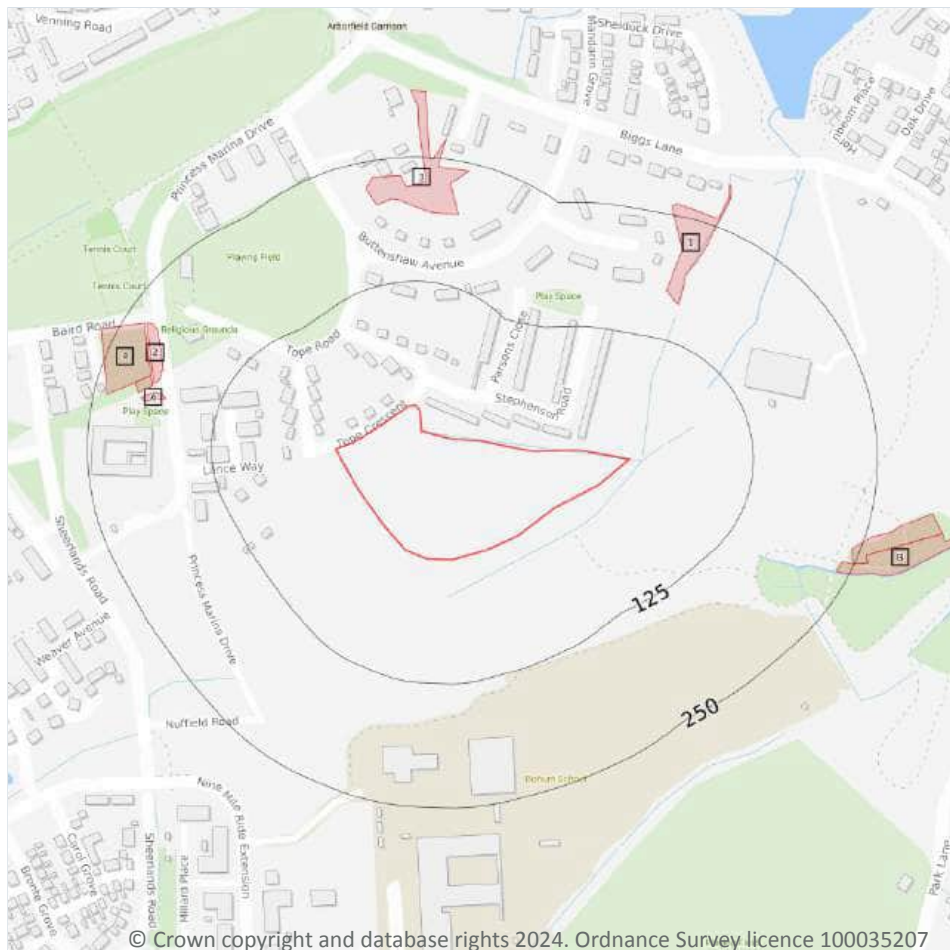 Venning Road
Arborfield Garrison
Sheldock Drive
Mandarin Grove
Hornbeam Place
Oak Drive
Biggs Lane
Princess Marina Drive
3
1
Tennis Court
Playing Field
Buttenshaw Avenue
Tennis Court
Play Space
Baird Road
Religious Grounds
2
Tope Road
Parsons Close
Stephenson Road
Play Space
Tope Crescent
Lance Way
Sheerlands Road
Princess Marina Drive
125
Weaver Avenue
250
Nuffield Road
Bohunt School
Nine Mile Ride Extension
Carol Grove
Bronte Grove
Sheerlands Road
Millard Place
Park Lane
© Crown copyright and database rights 2024. Ordnance Survey licence 100035207